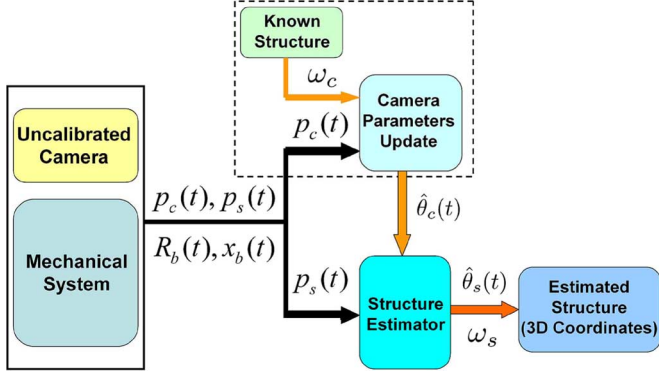 Known
Structure
ω_c
Camera
Parameters
Update
p_c(t)
Uncalibrated
Camera
p_c(t), p_s(t)
θ̂_c(t)
R_b(t), x_b(t)
Mechanical
System
p_s(t)
Structure
Estimator
θ̂_s(t)
ω_s
Estimated
Structure
(3D Coordinates)